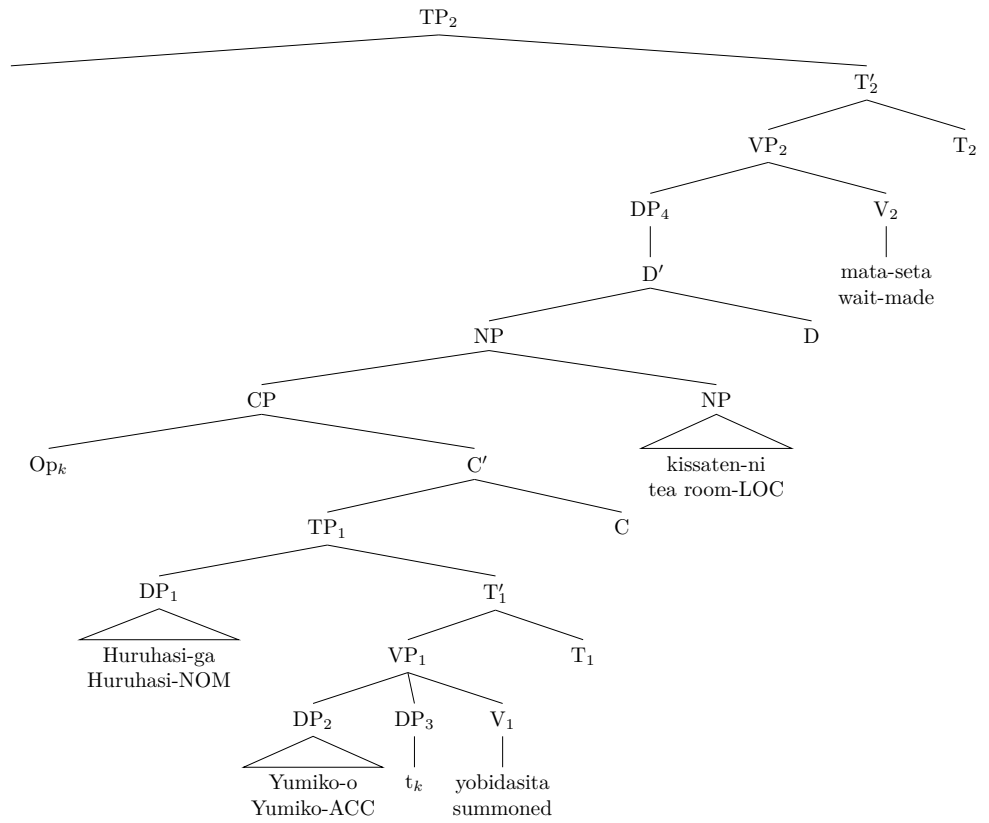 TP₂
T′₂
VP₂ T₂
DP₄ V₂
D′ mata-seta
wait-made
NP D
CP NP
Opₖ C′ kissaten-ni
tea room-LOC
TP₁ C
DP₁ T′₁
Huruhasi-ga VP₁ T₁
Huruhasi-NOM
DP₂ DP₃ V₁
Yumiko-o tₖ yobidasita
Yumiko-ACC summoned